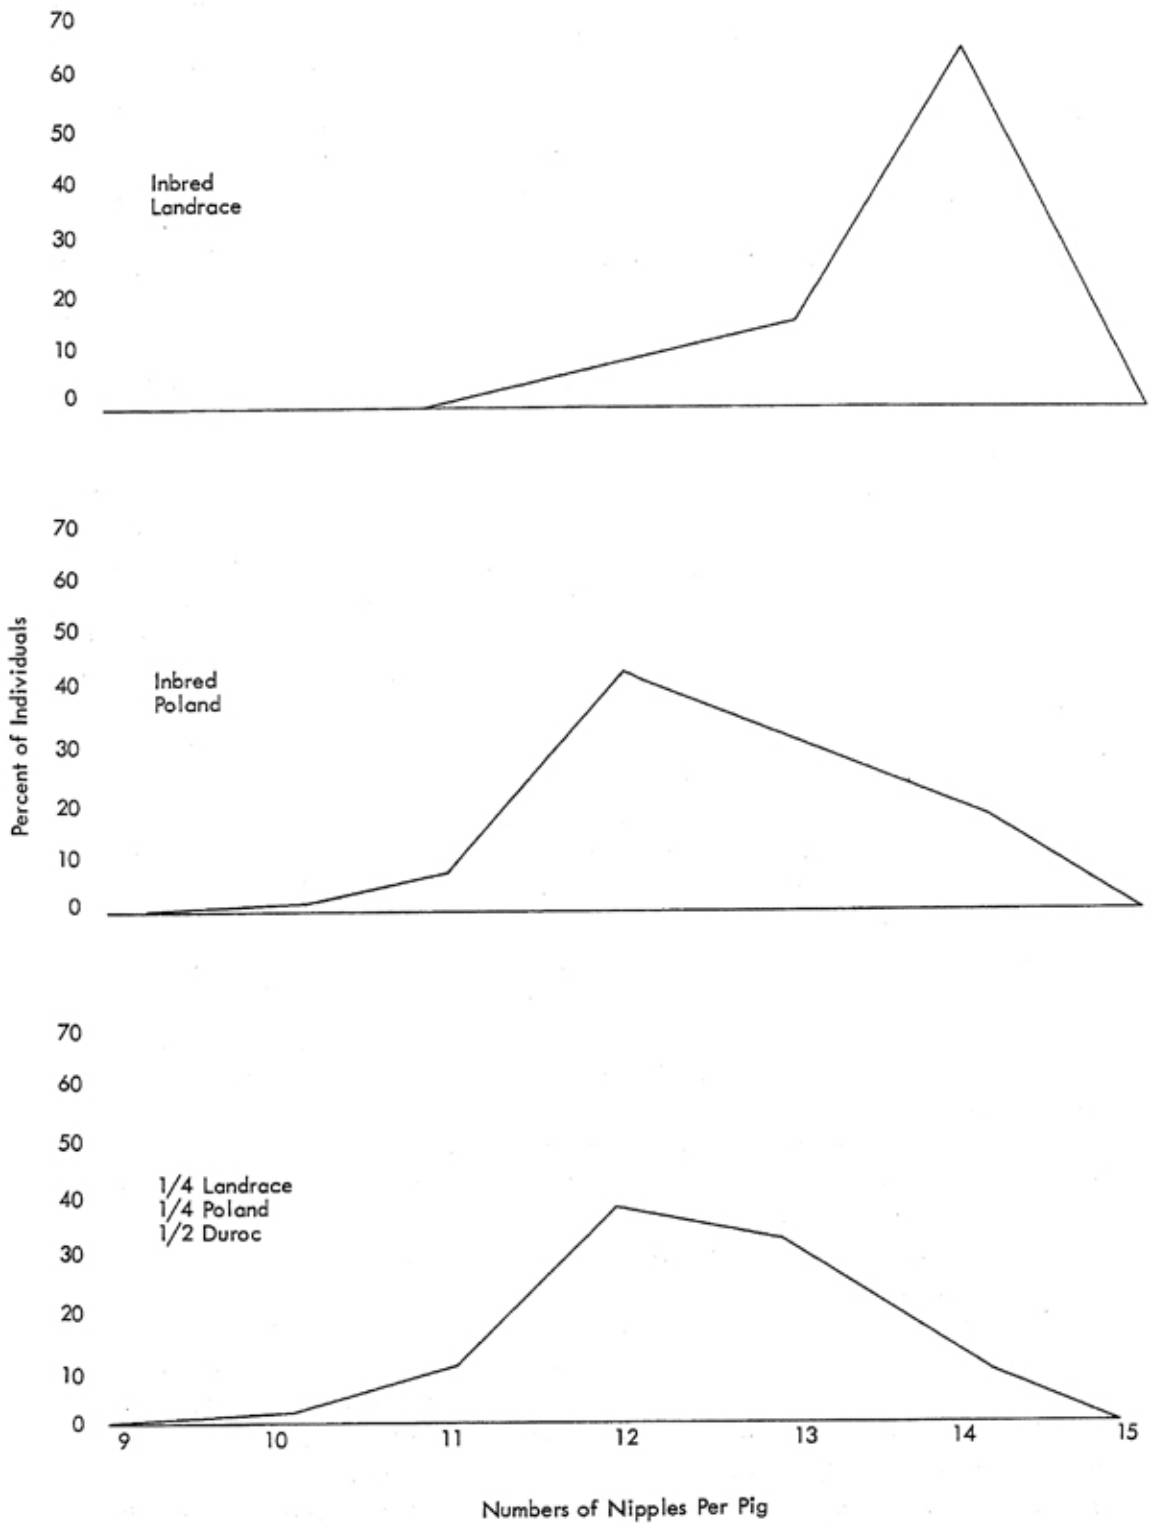 70
60
50
40
30
20
10
0
Inbred
Landrace
Percent of Individuals
70
60
50
40
30
20
10
0
Inbred
Poland
70
60
50
40
30
20
10
0
1/4 Landrace
1/4 Poland
1/2 Duroc
9 10 11 12 13 14 15
Numbers of Nipples Per Pig